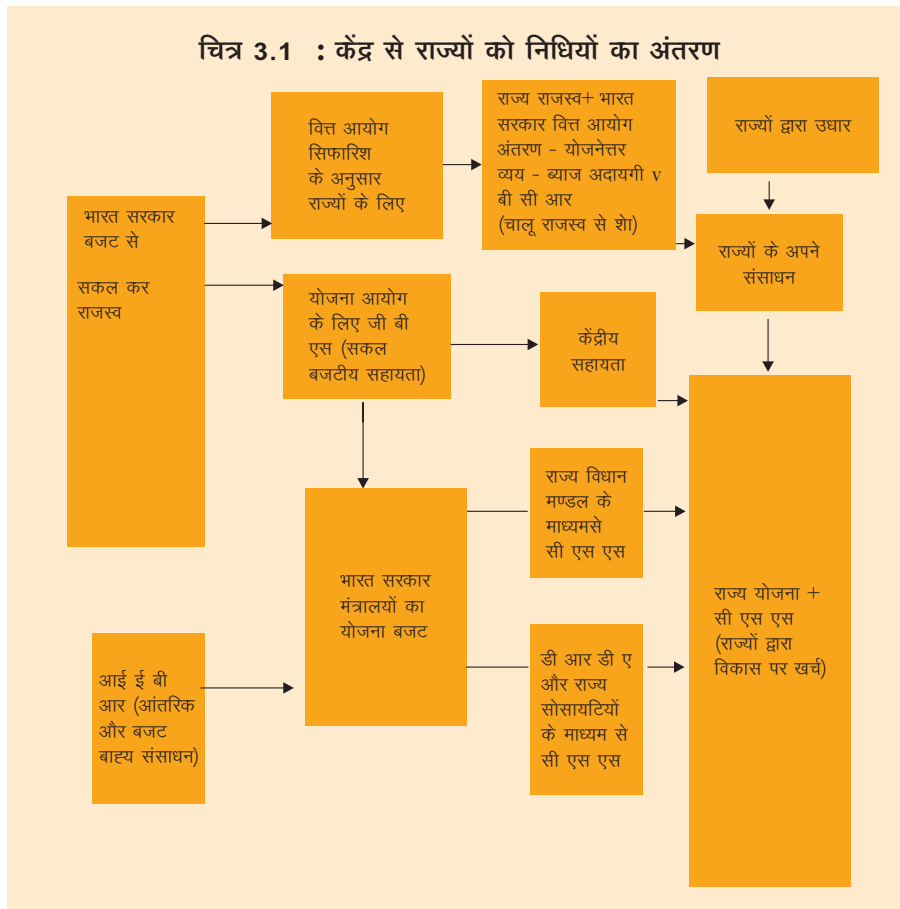 चित्र 3.1 : केंद्र से राज्यों को निधियों का अंतरण
भारत सरकार
बजट से
सकल कर
राजस्व
वित्त आयोग
सिफारिश
के अनुसार
राज्यों के लिए
राज्य राजस्व+ भारत
सरकार वित्त आयोग
अंतरण - योजनेत्तर
व्यय - ब्याज अदायगी v
बी सी आर
(चालू राजस्व से शेा)
राज्यों द्वारा उधार
राज्यों के अपने
संसाधन
योजना आयोग
के लिए जी बी
एस (सकल
बजटीय सहायता)
केंद्रीय
सहायता
भारत सरकार
मंत्रालयों का
योजना बजट
राज्य विधान
मण्डल के
माध्यमसे
सी एस एस
डी आर डी ए
और राज्य
सोसायटियों
के माध्यम से
सी एस एस
राज्य योजना +
सी एस एस
(राज्यों द्वारा
विकास पर खर्च)
आई ई बी
आर (आंतरिक
और बजट
बाह्य संसाधन)